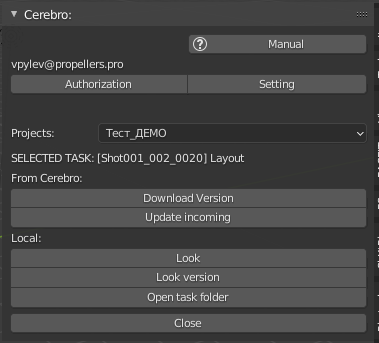 Cerebro:
? Manual
vpylev@propellers.pro
Authorization Setting
Projects: Тест_ДЕМО
SELECTED TASK: [Shot001_002_0020] Layout
From Cerebro:
Download Version
Update incoming
Local:
Look
Look version
Open task folder
Close